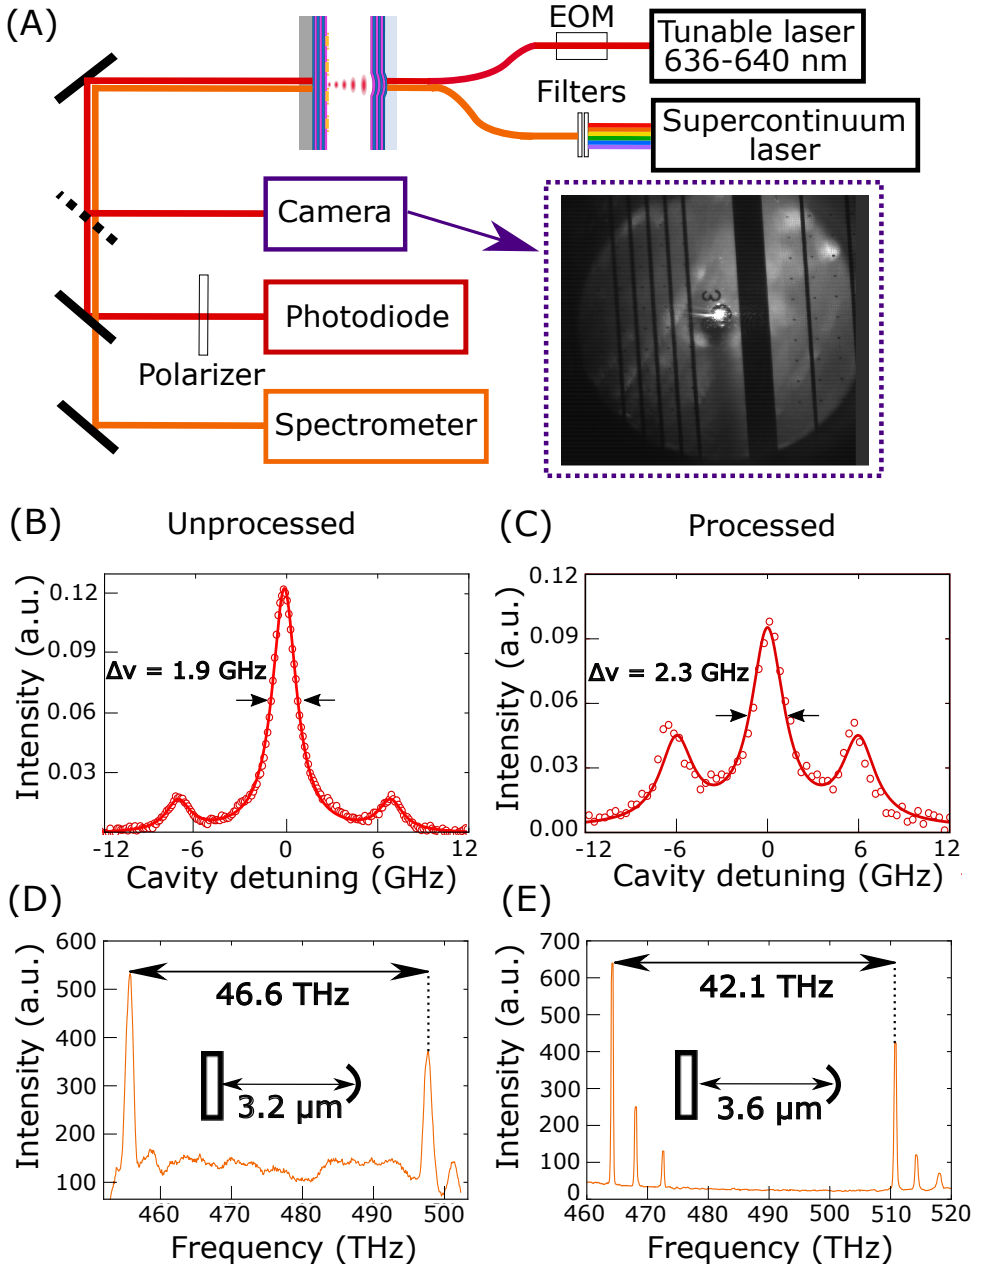 (A)
EOM
Tunable laser
636-640 nm
Filters
Supercontinuum
laser
Camera
Photodiode
Polarizer
Spectrometer
3
(B)
Unprocessed
(C)
Processed
Intensity (a.u.)
0.12
0.09
0.06
0.03
Δν = 1.9 GHz
-12
-6
0
6
12
Cavity detuning (GHz)
Intensity (a.u.)
0.12
0.09
0.06
0.03
0.00
Δν = 2.3 GHz
-12
-6
0
6
12
Cavity detuning (GHz)
(D)
Intensity (a.u.)
600
500
400
300
150
100
46.6 THz
3.2 μm
460
470
480
490
500
Frequency (THz)
(E)
Intensity (a.u.)
700
600
500
400
300
200
100
0
42.1 THz
3.6 μm
460
470
480
490
500
510
520
Frequency (THz)